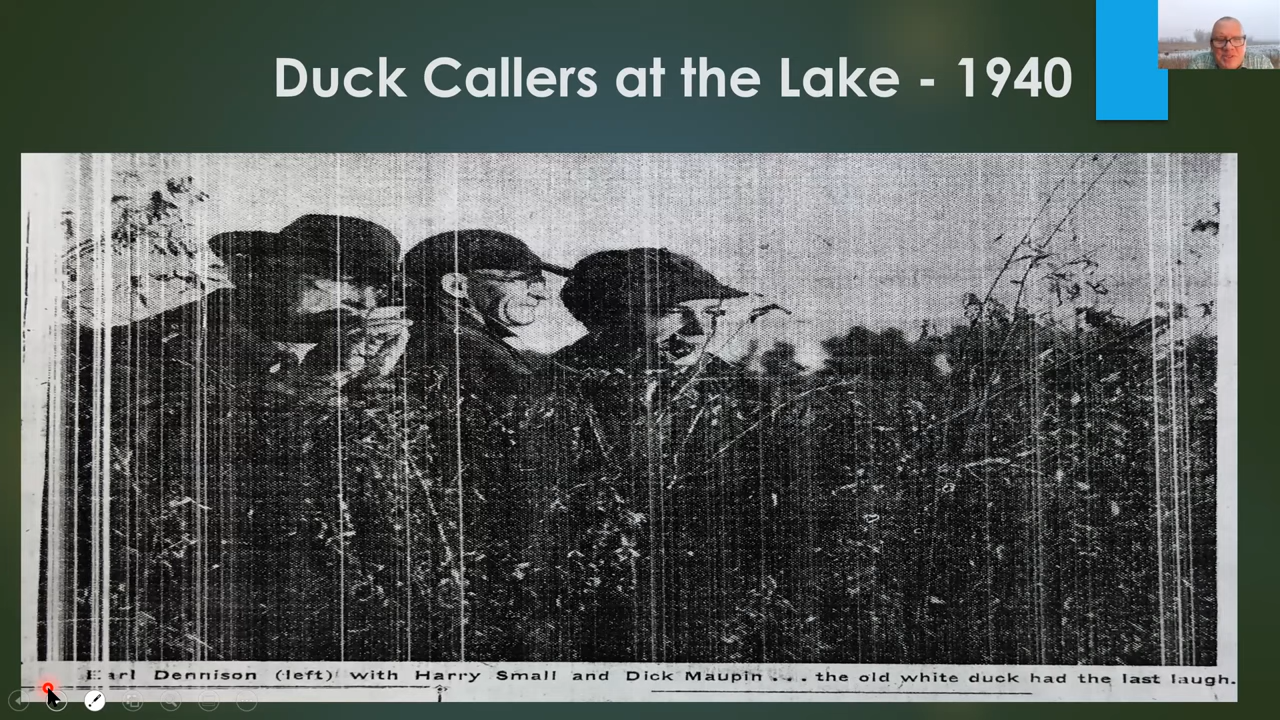 Duck Callers at the Lake - 1940
Earl Dennison (left) with Harry Small and Dick Maupin . . . the old white duck had the last laugh.